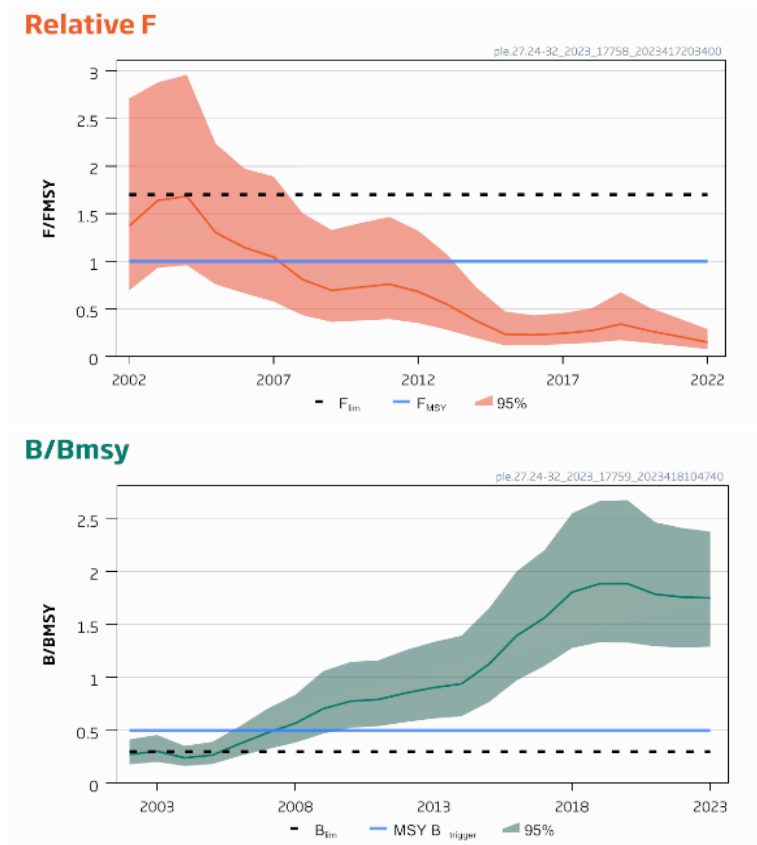 Relative F
ple.27.24-32_2023_17758_2023417203400
3
2.5
2
1.5
1
0.5
0
F/FMSY
2002 2007 2012 2017 2022
Flim FMSY 95%
B/Bmsy
ple.27.24-32_2023_17759_2023418104740
2.5
2
1.5
1
0.5
0
B/BMSY
2003 2008 2013 2018 2023
Blim MSY B trigger 95%